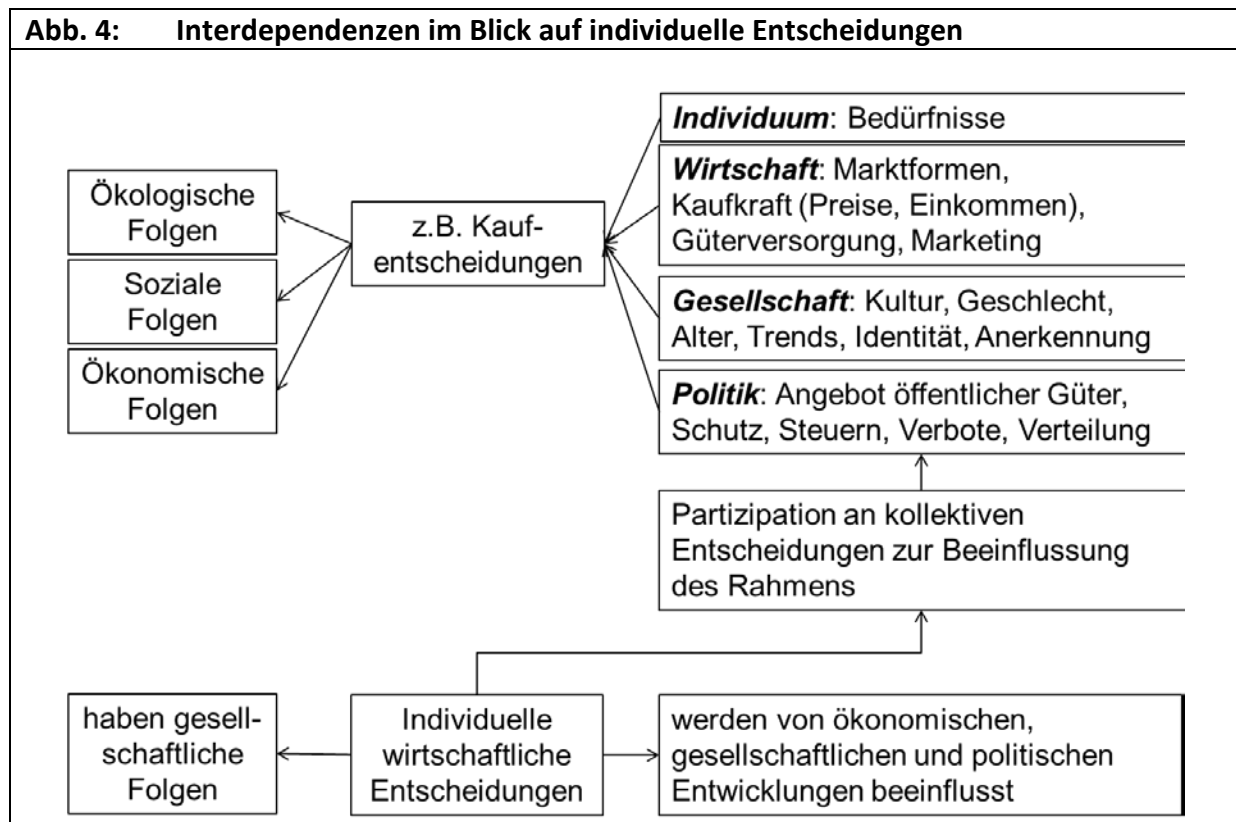 Abb. 4: Interdependenzen im Blick auf individuelle Entscheidungen
Ökologische
Folgen
Soziale
Folgen
Ökonomische
Folgen
z.B. Kauf-
entscheidungen
Individuum: Bedürfnisse
Wirtschaft: Marktformen,
Kaufkraft (Preise, Einkommen),
Güterversorgung, Marketing
Gesellschaft: Kultur, Geschlecht,
Alter, Trends, Identität, Anerkennung
Politik: Angebot öffentlicher Güter,
Schutz, Steuern, Verbote, Verteilung
Partizipation an kollektiven
Entscheidungen zur Beeinflussung
des Rahmens
haben gesell-
schaftliche
Folgen
Individuelle
wirtschaftliche
Entscheidungen
werden von ökonomischen,
gesellschaftlichen und politischen
Entwicklungen beeinflusst